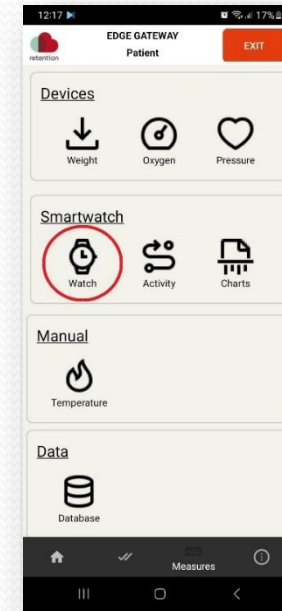 12:17
17%
EDGE GATEWAY
Patient
EXIT
retention
Devices
Weight Oxygen Pressure
Smartwatch
Watch Activity Charts
Manual
Temperature
Data
Database
Measures